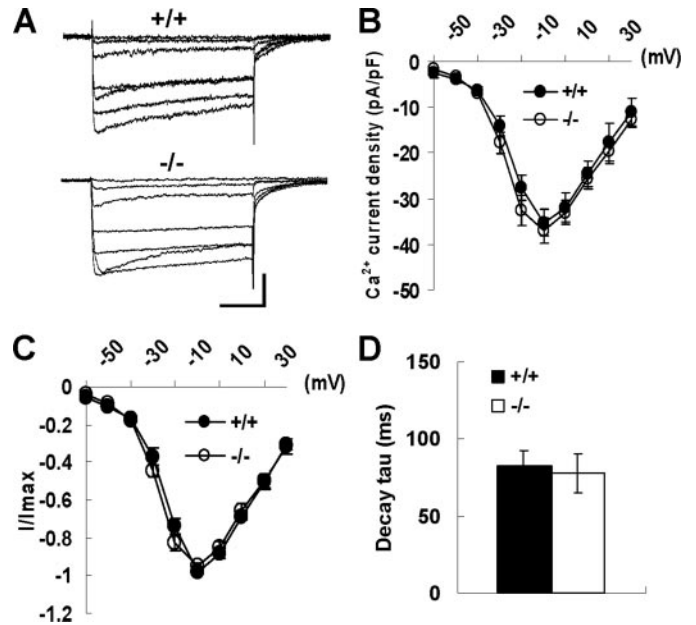 A
+/+
-/-
B
-50 -30 -10 10 30
(mV)
0
-10
-20
-30
-40
-50
Ca2+ current density (pA/pF)
+/+
-/-
C
-50 -30 -10 10 30
(mV)
0
-0.2
-0.4
-0.6
-0.8
-1
-1.2
I/Imax
+/+
-/-
D
+/+
-/-
150
100
50
0
Decay tau (ms)